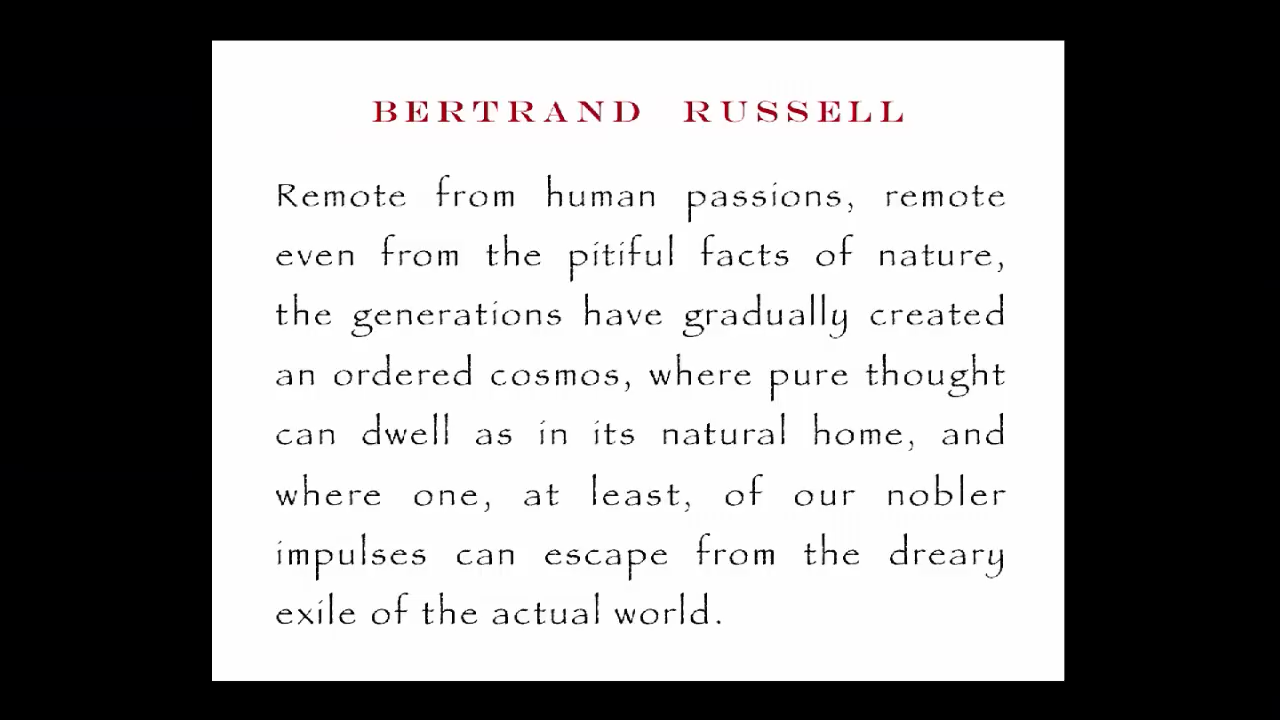 BERTRAND RUSSELL
Remote from human passions, remote
even from the pitiful facts of nature,
the generations have gradually created
an ordered cosmos, where pure thought
can dwell as in its natural home, and
where one, at least, of our nobler
impulses can escape from the dreary
exile of the actual world.